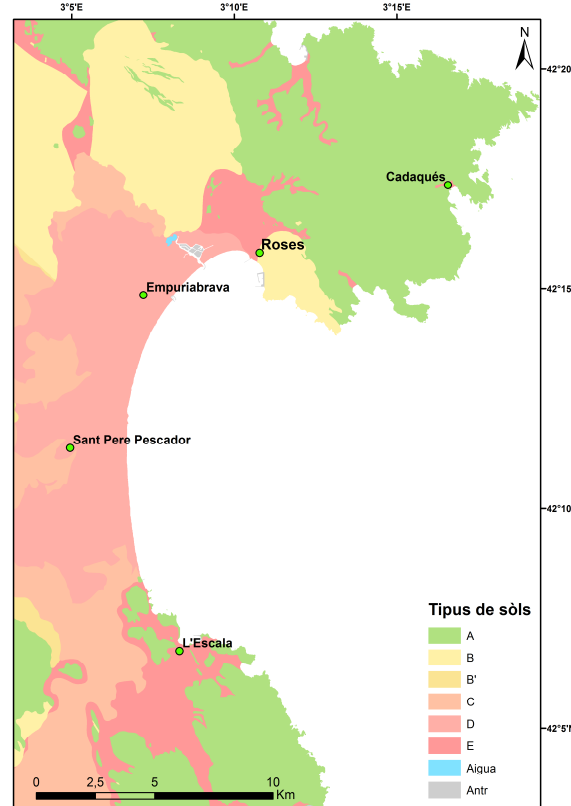 3°5'E 3°10'E 3°15'E
N
42°20'
Cadaqués
Roses
Empuriabrava
42°15'
Sant Pere Pescador
42°10'
L'Escala
Tipus de sòls
A
B
B'
C
D
E
Aigua
Antr
42°5'N
0 2,5 5 10
Km